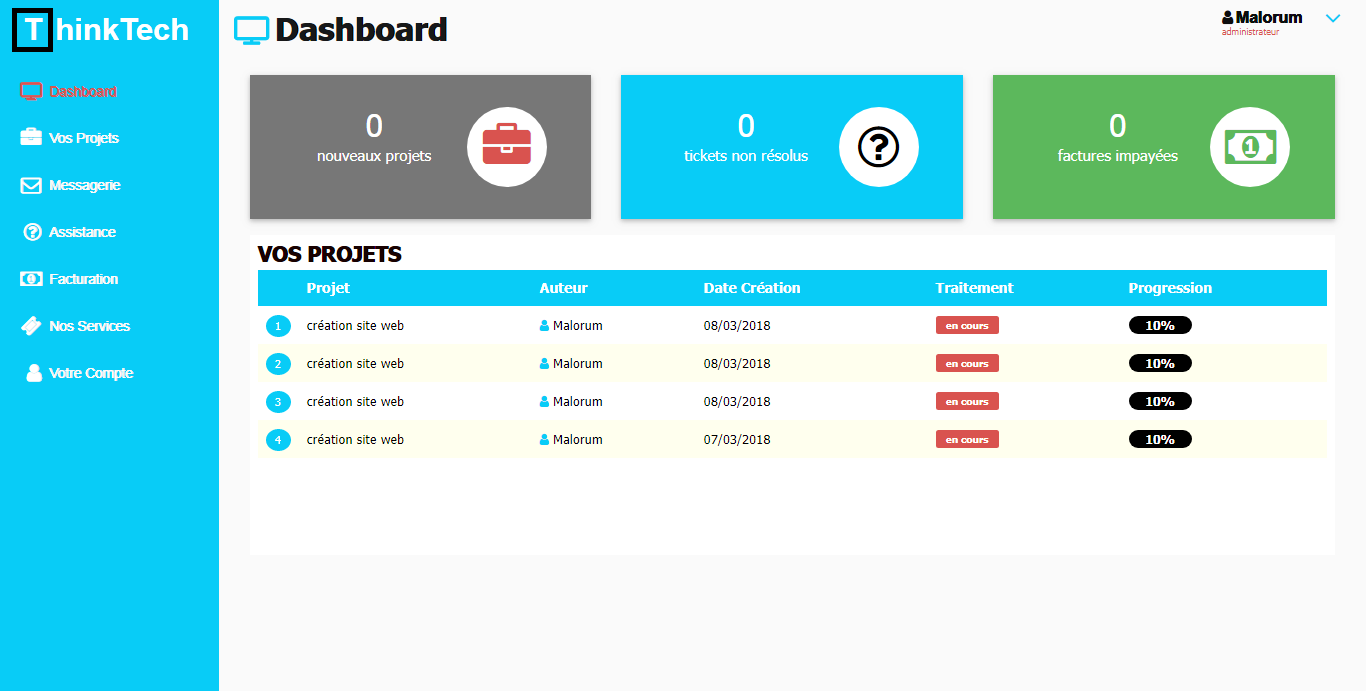 ThinkTech
Dashboard
Vos Projets
Messagerie
Assistance
Facturation
Nos Services
Votre Compte
Dashboard
Malorum
administrateur
0
nouveaux projets
0
tickets non résolus
0
factures impayées
1
VOS PROJETS
Projet Auteur Date Création Traitement Progression
1 création site web Malorum 08/03/2018 en cours 10%
2 création site web Malorum 08/03/2018 en cours 10%
3 création site web Malorum 08/03/2018 en cours 10%
4 création site web Malorum 07/03/2018 en cours 10%